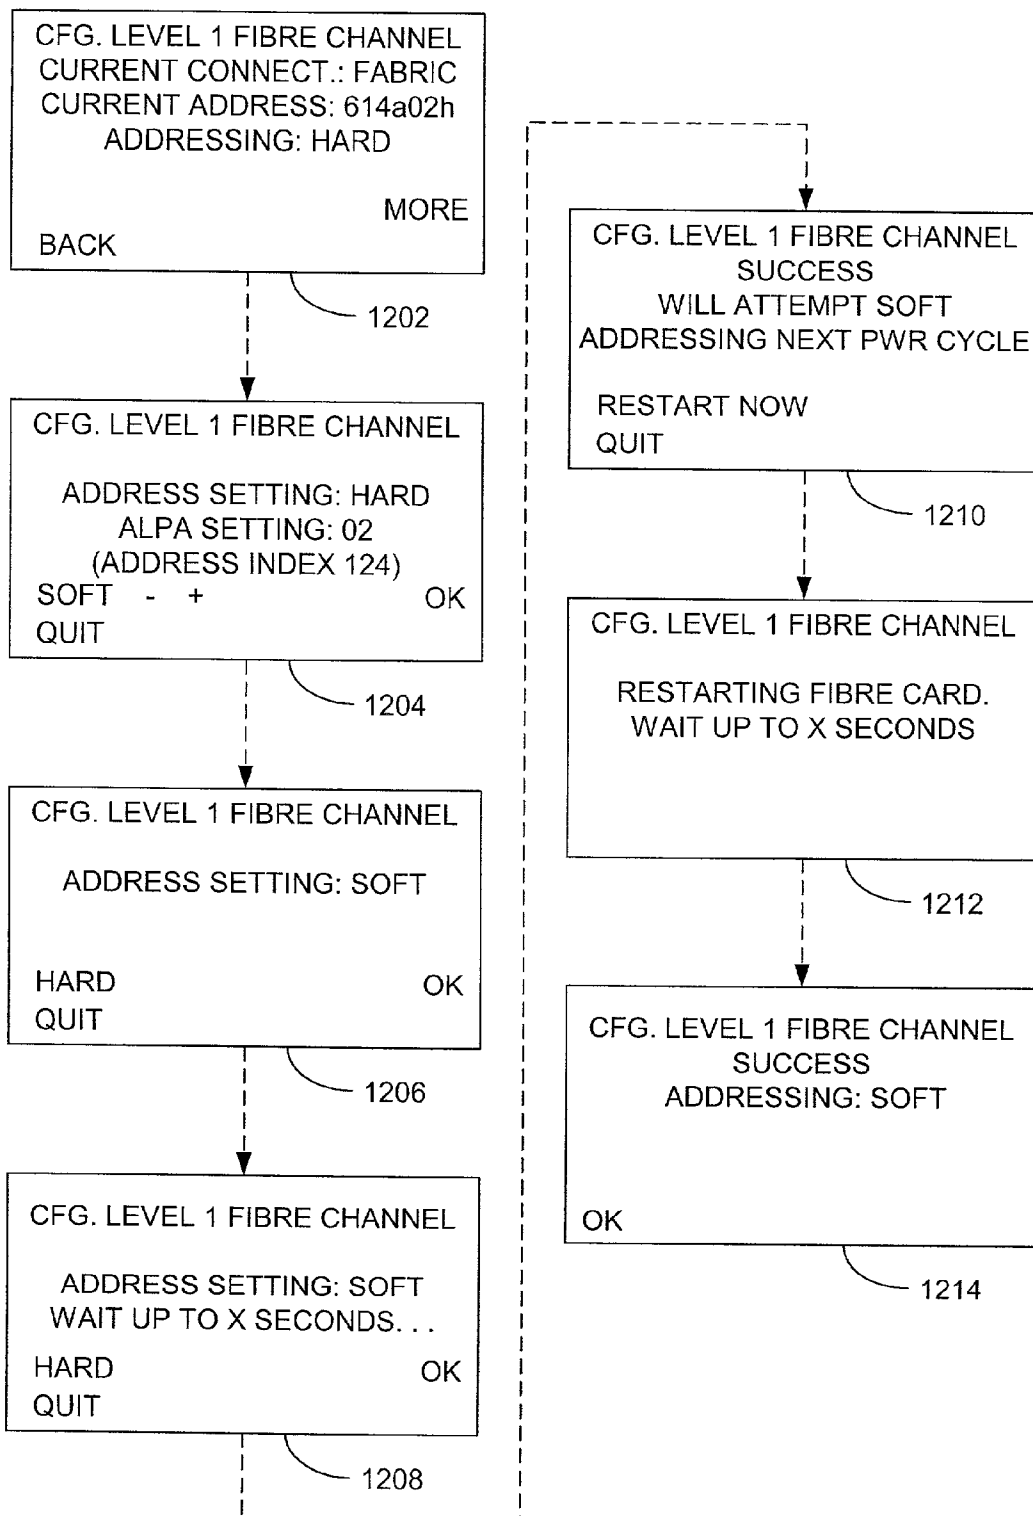 CFG. LEVEL 1 FIBRE CHANNEL
CURRENT CONNECT.: FABRIC
CURRENT ADDRESS: 614a02h
ADDRESSING: HARD
MORE
BACK
1202
CFG. LEVEL 1 FIBRE CHANNEL
ADDRESS SETTING: HARD
ALPA SETTING: 02
(ADDRESS INDEX 124)
SOFT - + OK
QUIT
1204
CFG. LEVEL 1 FIBRE CHANNEL
ADDRESS SETTING: SOFT
HARD OK
QUIT
1206
CFG. LEVEL 1 FIBRE CHANNEL
ADDRESS SETTING: SOFT
WAIT UP TO X SECONDS. . .
HARD OK
QUIT
1208
CFG. LEVEL 1 FIBRE CHANNEL
SUCCESS
WILL ATTEMPT SOFT
ADDRESSING NEXT PWR CYCLE
RESTART NOW
QUIT
1210
CFG. LEVEL 1 FIBRE CHANNEL
RESTARTING FIBRE CARD.
WAIT UP TO X SECONDS
1212
CFG. LEVEL 1 FIBRE CHANNEL
SUCCESS
ADDRESSING: SOFT
OK
1214